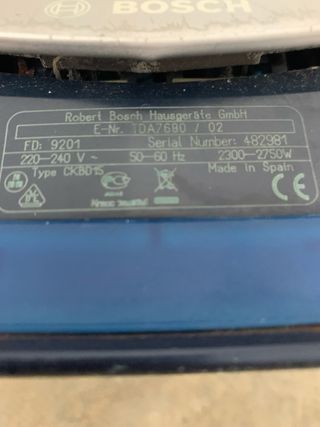 BOSCH
Robert Bosch Hausgeräte GmbH
E-Nr. TDA7680 / 02
FD: 9201 Serial Number: 482981
220-240 V ~ 50-60 Hz 2300-2750W
Type CKBD15 Made in Spain
CE